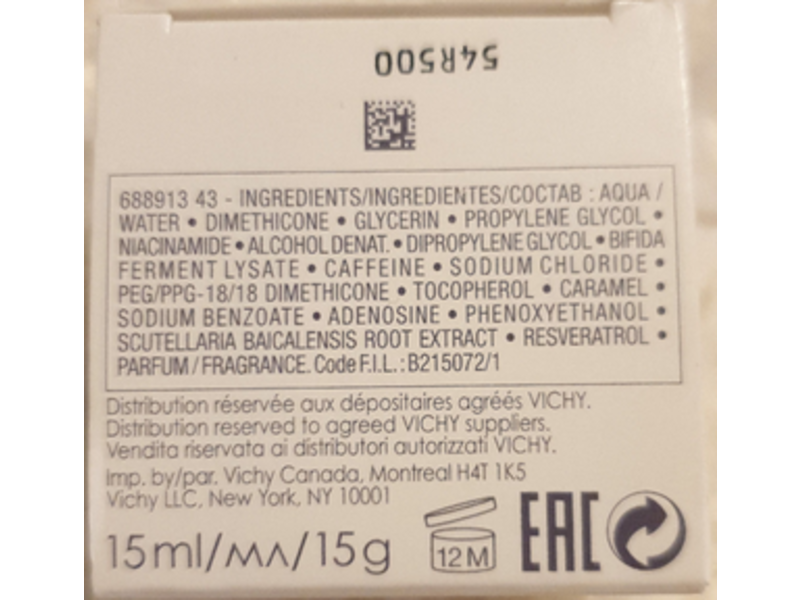 54R500
688913 43 - INGREDIENTS/INGREDIENTES/COCTAB : AQUA /
WATER • DIMETHICONE • GLYCERIN • PROPYLENE GLYCOL •
NIACINAMIDE • ALCOHOL DENAT. • DIPROPYLENE GLYCOL • BIFIDA
FERMENT LYSATE • CAFFEINE • SODIUM CHLORIDE •
PEG/PPG-18/18 DIMETHICONE • TOCOPHEROL • CARAMEL •
SODIUM BENZOATE • ADENOSINE • PHENOXYETHANOL •
SCUTELLARIA BAICALENSIS ROOT EXTRACT • RESVERATROL •
PARFUM / FRAGRANCE. Code F.I.L. : B215072/1
Distribution réservée aux dépositaires agréés VICHY.
Distribution reserved to agreed VICHY suppliers.
Vendita riservata ai distributori autorizzati VICHY.
Imp. by/par. Vichy Canada, Montreal H4T 1K5
Vichy LLC, New York, NY 10001
15ml/мл/15g
12 M
EAC